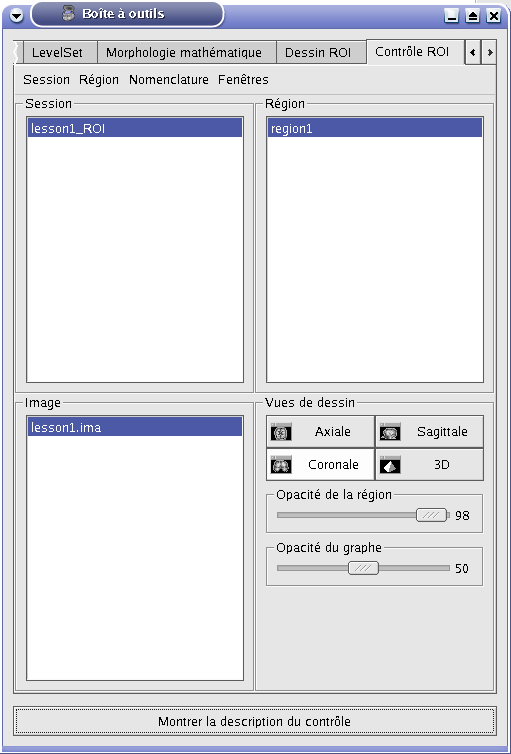 Boîte à outils
LevelSet Morphologie mathématique Dessin ROI Contrôle ROI
Session Région Nomenclature Fenêtres
Session
lesson1_ROI
Région
region1
Image
lesson1.ima
Vues de dessin
Axiale Sagittale
Coronale 3D
Opacité de la région
98
Opacité du graphe
50
Montrer la description du contrôle